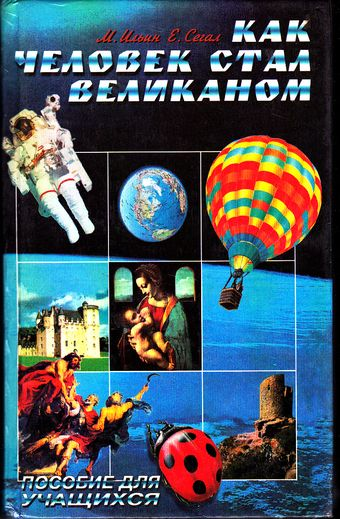 М. Ильин Е. Сегал
КАК
ЧЕЛОВЕК СТАЛ
ВЕЛИКАНОМ
ПОСОБИЕ ДЛЯ
УЧАЩИХСЯ